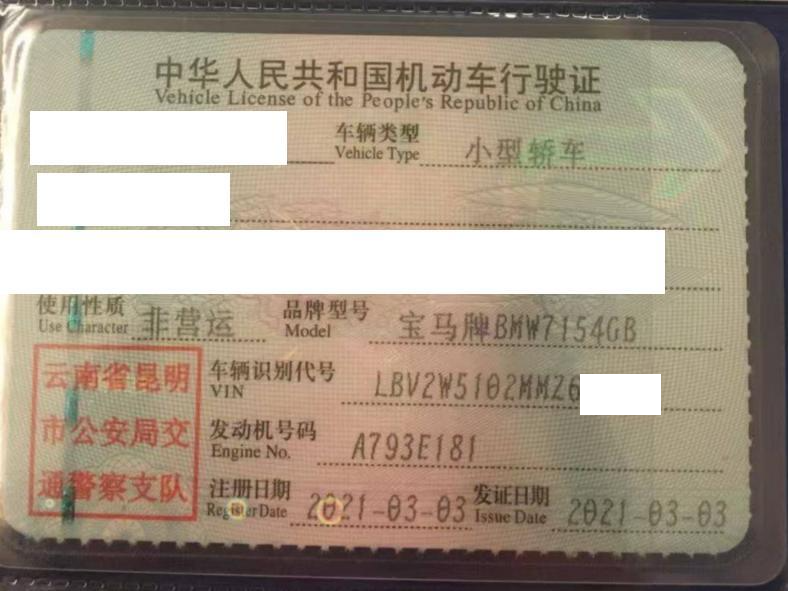 中华人民共和国机动车行驶证
Vehicle License of the People's Republic of China
车辆类型 小型轿车
Vehicle Type
使用性质 非营运 品牌型号 宝马牌BMW7154GB
Use Character Model
云南省昆明
市公安局交
通警察支队
车辆识别代号 LBV2W5102MMZ6
VIN
发动机号码 A793E181
Engine No.
注册日期 2021-03-03 发证日期 2021-03-03
Register Date Issue Date